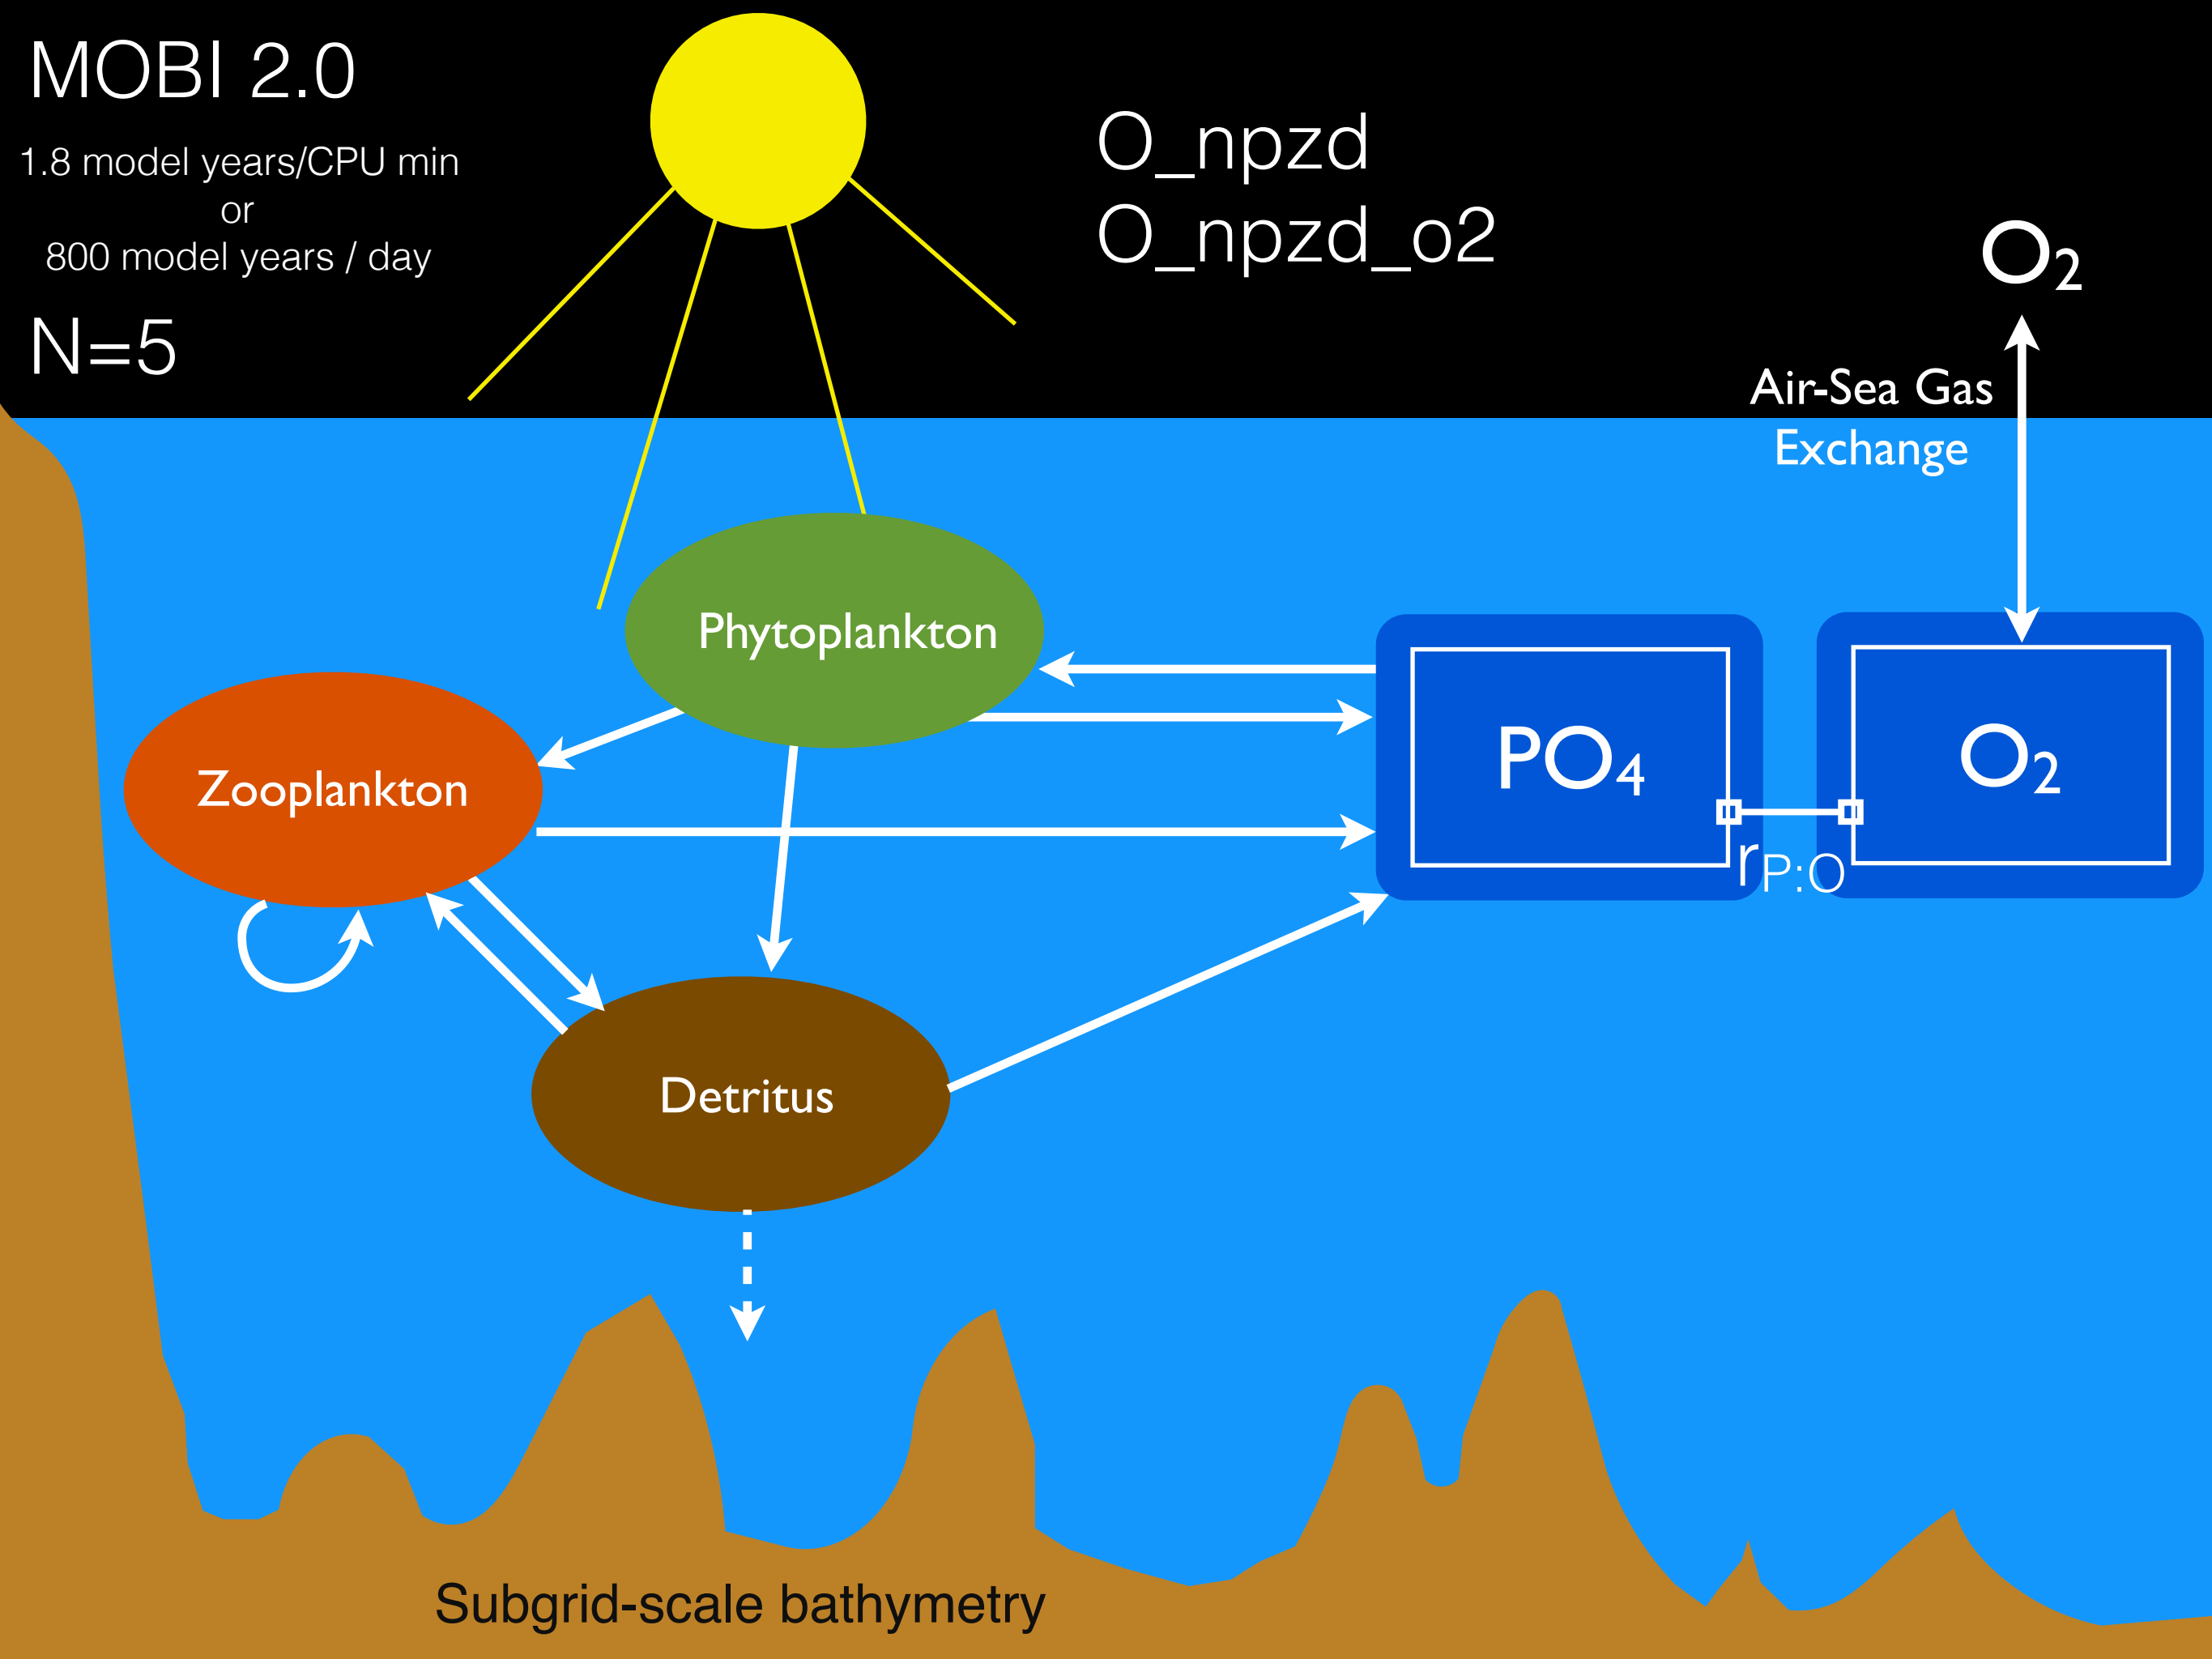 MOBI 2.0
1.8 model years/CPU min
or
800 model years / day
N=5
O_npzd
O_npzd_o2
O₂
Air-Sea Gas
Exchange
Phytoplankton
Zooplankton
PO₄
O₂
rP:O
Detritus
Subgrid-scale bathymetry